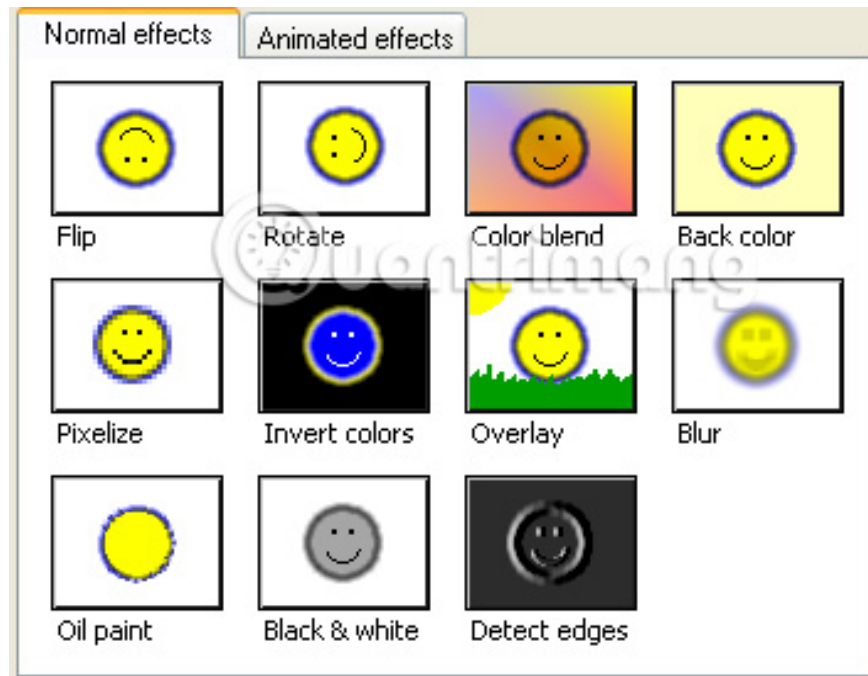 Normal effects Animated effects
Flip Rotate Color blend Back color
Quantrimang
Pixelize Invert colors Overlay Blur
Oil paint Black & white Detect edges